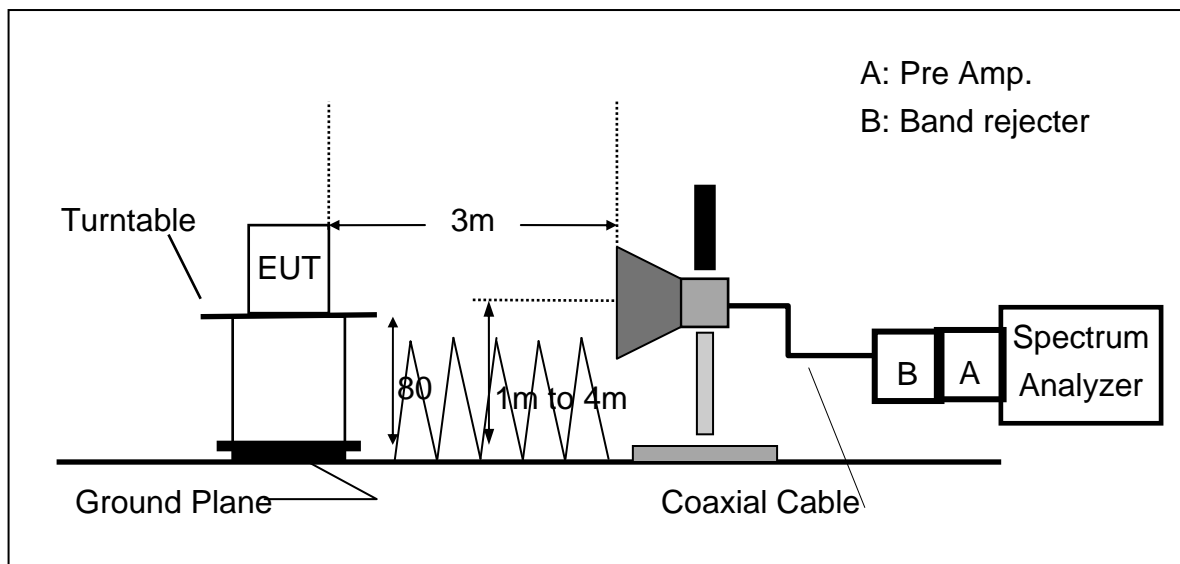 A: Pre Amp.
B: Band rejecter
Turntable
3m
EUT
80
1m to 4m
B
A
Spectrum
Analyzer
Ground Plane
Coaxial Cable